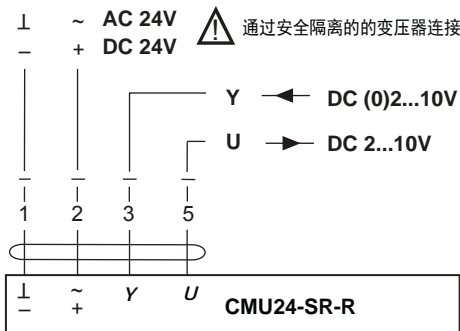 ⊥ ~ AC 24V 通过安全隔离的的变压器连接
– + DC 24V
Y DC (0)2...10V
U DC 2...10V
1 2 3 5
⊥ ~ Y U
– + CMU24-SR-R